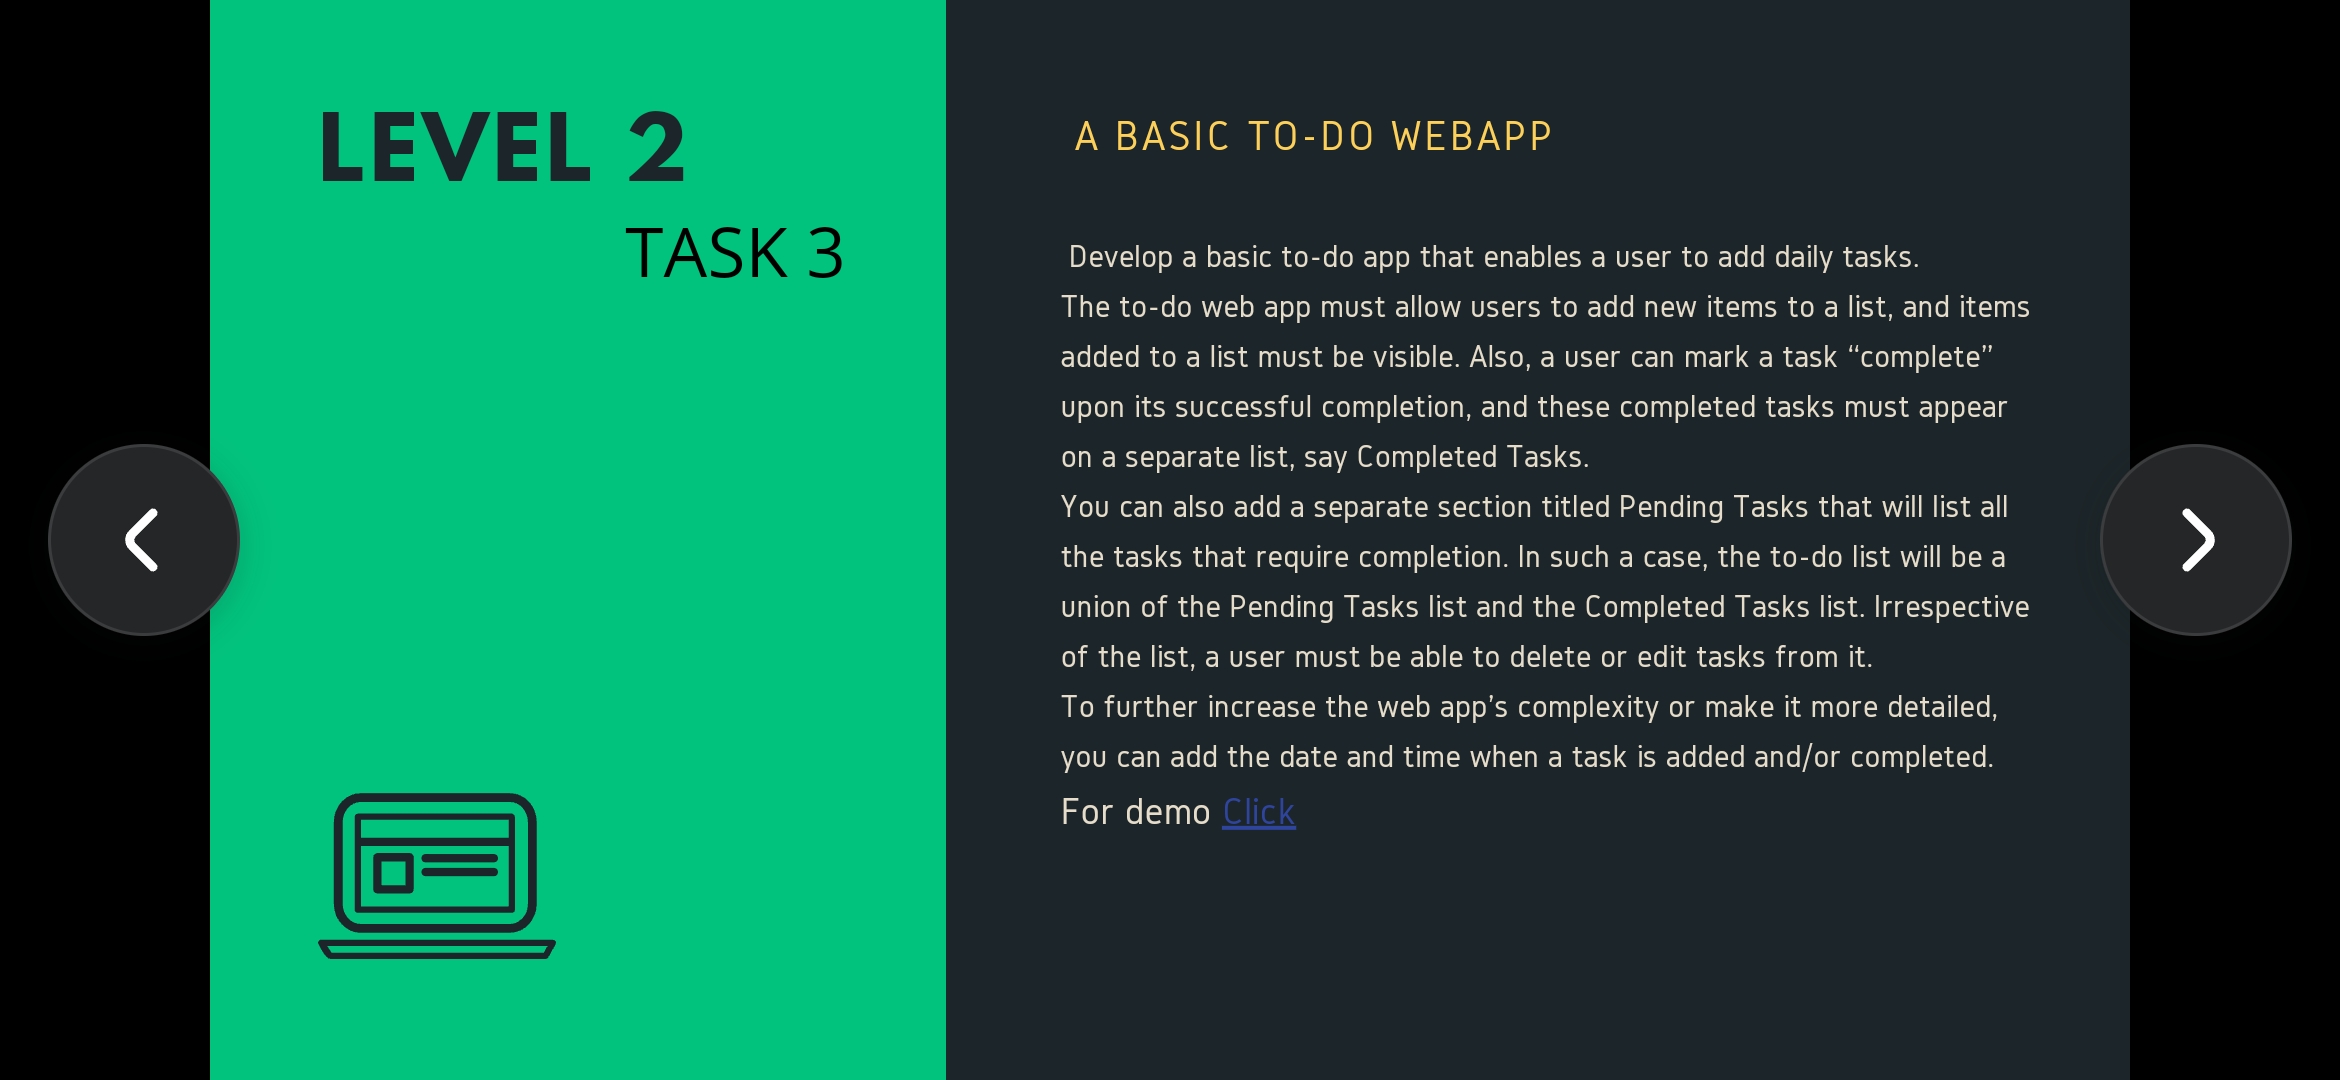 LEVEL 2
TASK 3
A BASIC TO-DO WEBAPP
Develop a basic to-do app that enables a user to add daily tasks.
The to-do web app must allow users to add new items to a list, and items
added to a list must be visible. Also, a user can mark a task “complete”
upon its successful completion, and these completed tasks must appear
on a separate list, say Completed Tasks.
You can also add a separate section titled Pending Tasks that will list all
the tasks that require completion. In such a case, the to-do list will be a
union of the Pending Tasks list and the Completed Tasks list. Irrespective
of the list, a user must be able to delete or edit tasks from it.
To further increase the web app’s complexity or make it more detailed,
you can add the date and time when a task is added and/or completed.
For demo Click